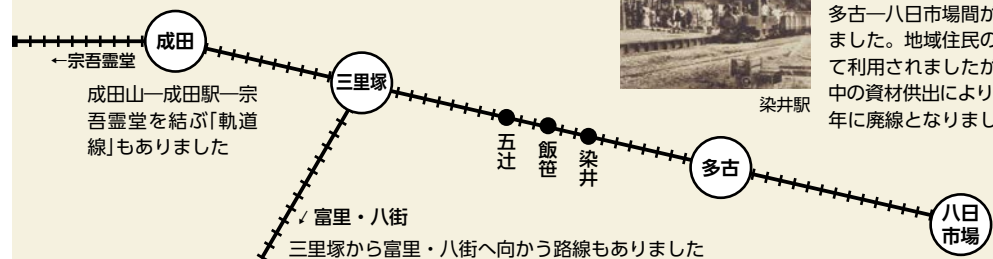 成田
←宗吾霊堂
成田山―成田駅―宗
吾霊堂を結ぶ「軌道
線」もありました
三里塚
五辻
飯笹
染井
多古
八日
市場
↙富里・八街
三里塚から富里・八街へ向かう路線もありました
染井駅
多古―八日市場間が
ました。地域住民の
て利用されましたが
中の資材供出により
年に廃線となりまし